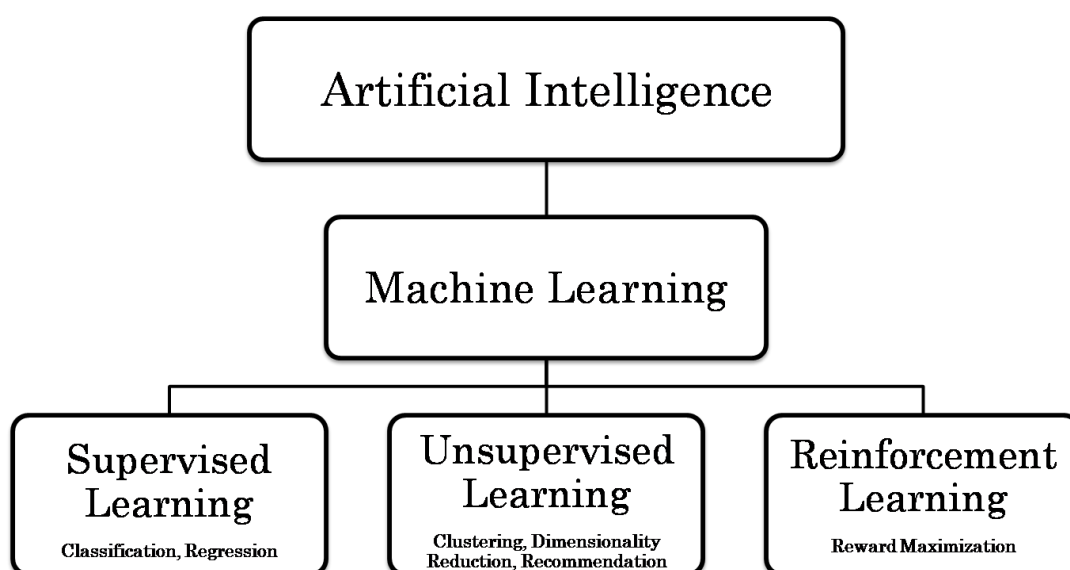 Artificial Intelligence
Machine Learning
Supervised
Learning
Classification, Regression
Unsupervised
Learning
Clustering, Dimensionality
Reduction, Recommendation
Reinforcement
Learning
Reward Maximization